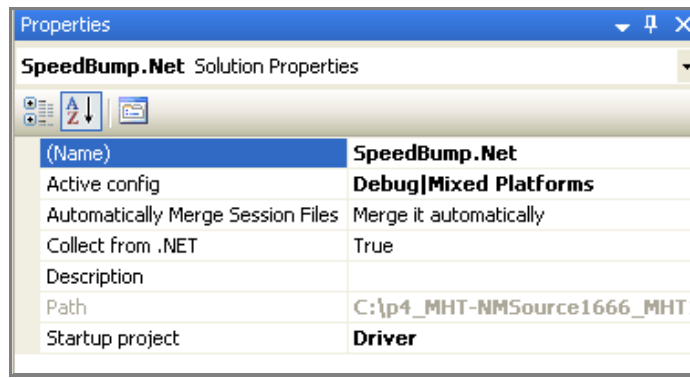 Properties
SpeedBump.Net Solution Properties
(Name) SpeedBump.Net
Active config Debug|Mixed Platforms
Automatically Merge Session Files Merge it automatically
Collect from .NET True
Description
Path C:\p4_MHT-NMSource1666_MHT
Startup project Driver